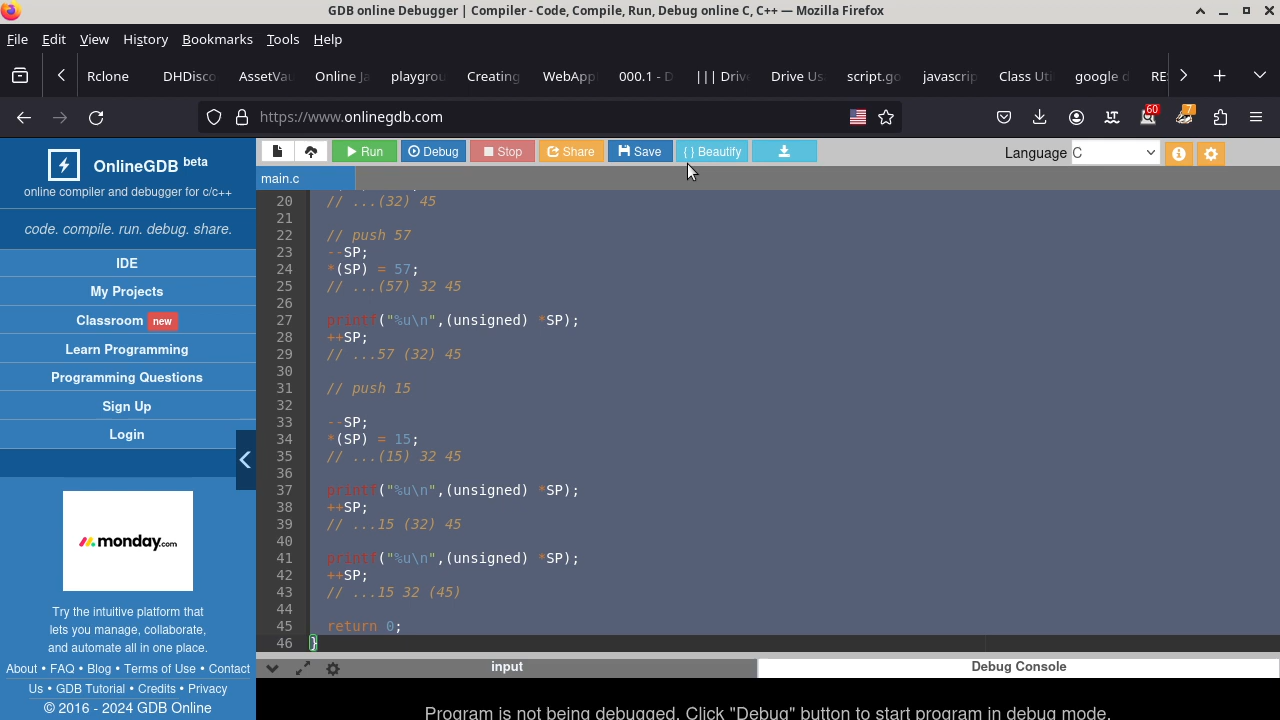 GDB online Debugger | Compiler - Code, Compile, Run, Debug online C, C++ — Mozilla Firefox
File Edit View History Bookmarks Tools Help
Rclone DHDisco AssetVau Online Ja playgrou Creating WebApp 000.1 - D | | | Drive Drive Us script.go javascrip Class Uti google d RE
https://www.onlinegdb.com 60 7
OnlineGDB beta
online compiler and debugger for c/c++
code. compile. run. debug. share.
IDE
My Projects
Classroom new
Learn Programming
Programming Questions
Sign Up
Login
monday.com
Try the intuitive platform that
lets you manage, collaborate,
and automate all in one place.
About • FAQ • Blog • Terms of Use • Contact
Us • GDB Tutorial • Credits • Privacy
© 2016 - 2024 GDB Online
Run Debug Stop Share Save { } Beautify Language C
main.c
20 // ...(32) 45
21
22 // push 57
23 --SP;
24 *(SP) = 57;
25 // ...(57) 32 45
26
27 printf("%u\n",(unsigned) *SP);
28 ++SP;
29 // ...57 (32) 45
30
31 // push 15
32
33 --SP;
34 *(SP) = 15;
35 // ...(15) 32 45
36
37 printf("%u\n",(unsigned) *SP);
38 ++SP;
39 // ...15 (32) 45
40
41 printf("%u\n",(unsigned) *SP);
42 ++SP;
43 // ...15 32 (45)
44
45 return 0;
46 }
input Debug Console
Program is not being debugged. Click "Debug" button to start program in debug mode.